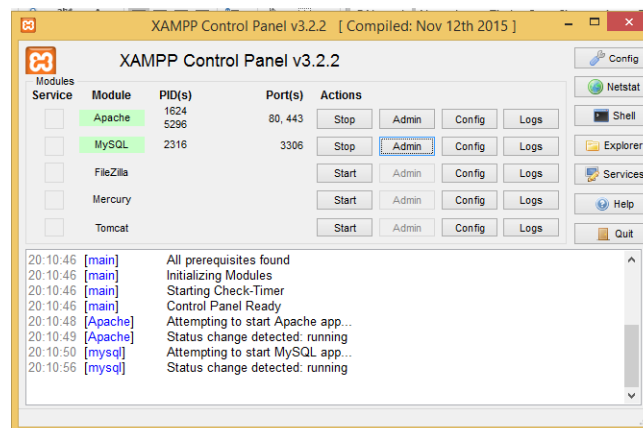 XAMPP Control Panel v3.2.2 [ Compiled: Nov 12th 2015 ]
XAMPP Control Panel v3.2.2
Config
Modules
Service Module PID(s) Port(s) Actions
Netstat
Apache 1624 5296 80, 443 Stop Admin Config Logs
Shell
MySQL 2316 3306 Stop Admin Config Logs
Explorer
FileZilla Start Admin Config Logs
Services
Mercury Start Admin Config Logs
Help
Tomcat Start Admin Config Logs
Quit
20:10:46 [main] All prerequisites found
20:10:46 [main] Initializing Modules
20:10:46 [main] Starting Check-Timer
20:10:46 [main] Control Panel Ready
20:10:48 [Apache] Attempting to start Apache app...
20:10:49 [Apache] Status change detected: running
20:10:50 [mysql] Attempting to start MySQL app...
20:10:56 [mysql] Status change detected: running